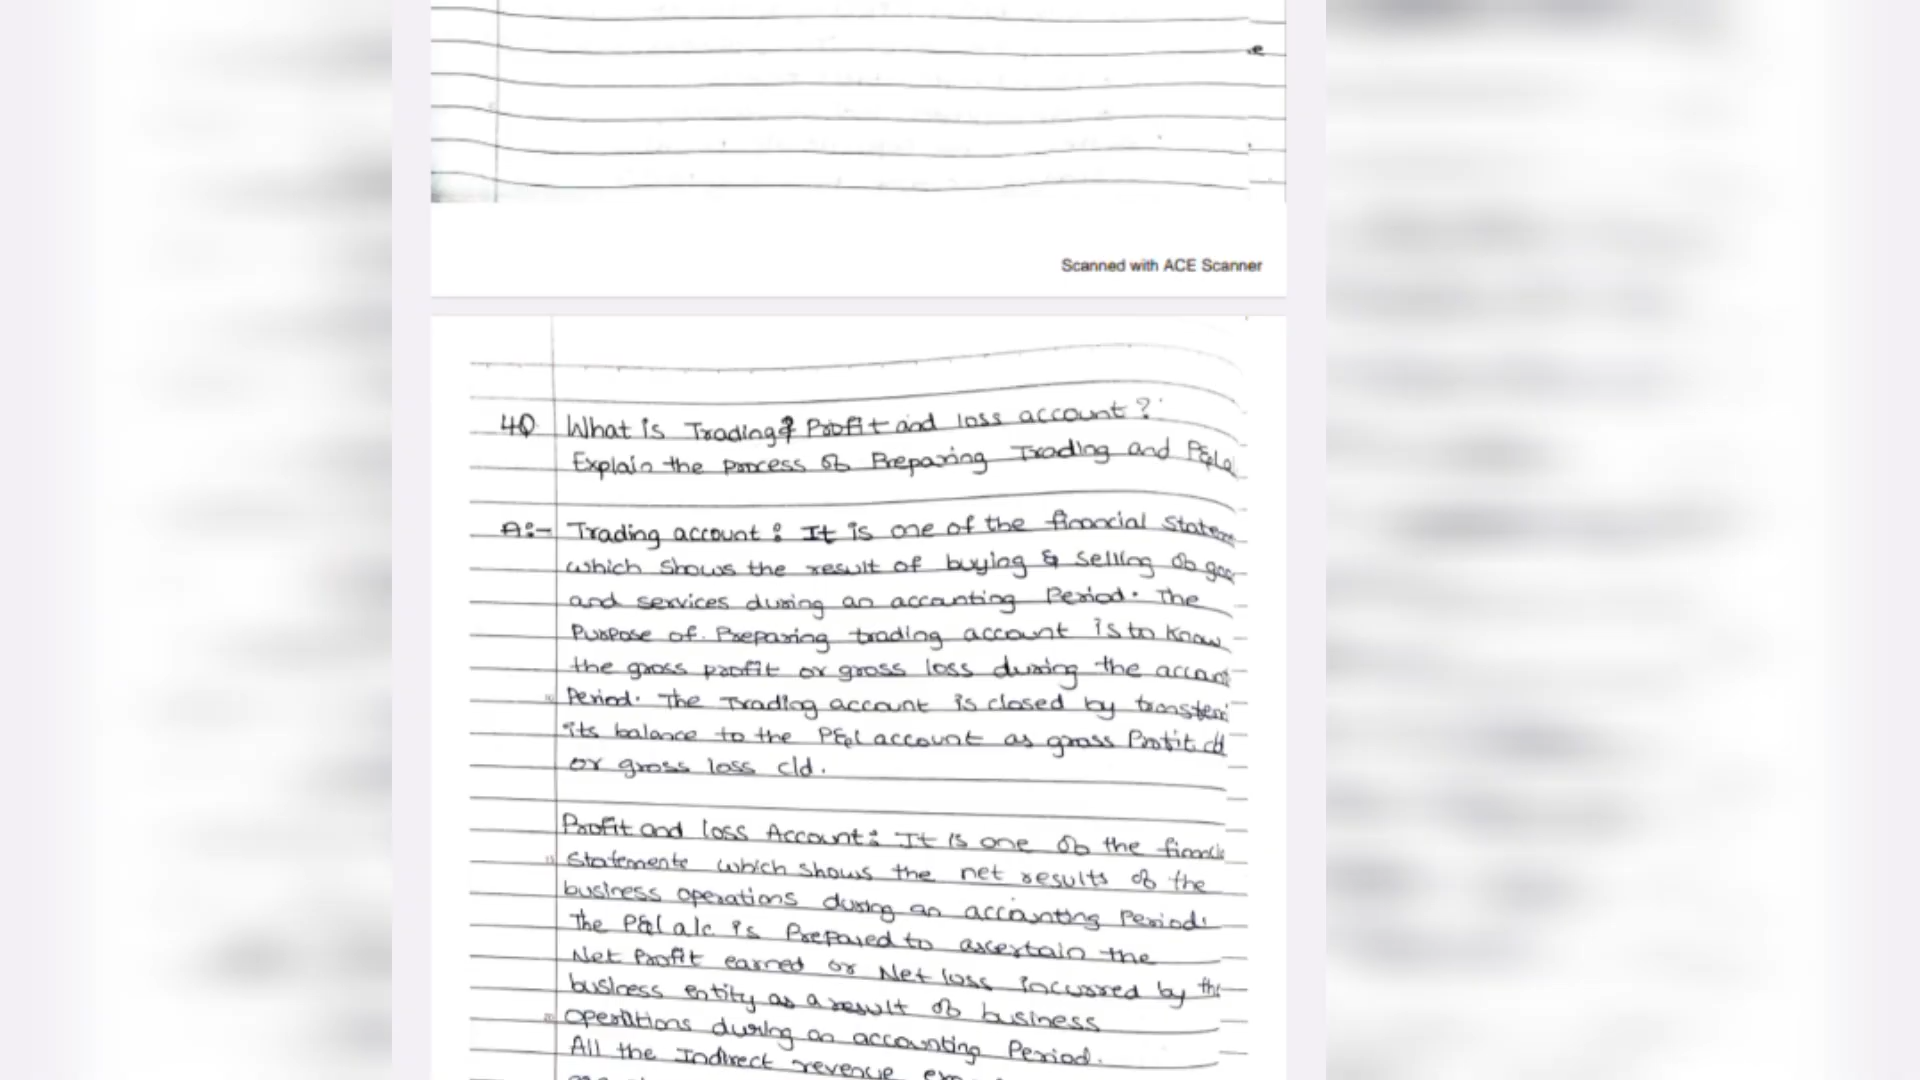 Scanned with ACE Scanner
4Q What is Trading & Profit and loss account?
Explain the process of Preparing Trading and P&L
A:- Trading account: It is one of the financial
which shows the result of buying & selling of
and services during an accounting Period. The
Purpose of Preparing trading account is to know
the gross profit or gross loss during the
Period. The Trading account is closed by
its balance to the P&L account as gross Profit
or gross loss c/d.
Profit and loss Account: It is one of the
Statements which shows the net results of the
business operations during an accounting Period.
The P&L a/c is Prepared to ascertain the
Net Profit earned or Net loss incurred by the
business entity as a result of business
operations during an accounting Period.
All the Indirect revenue